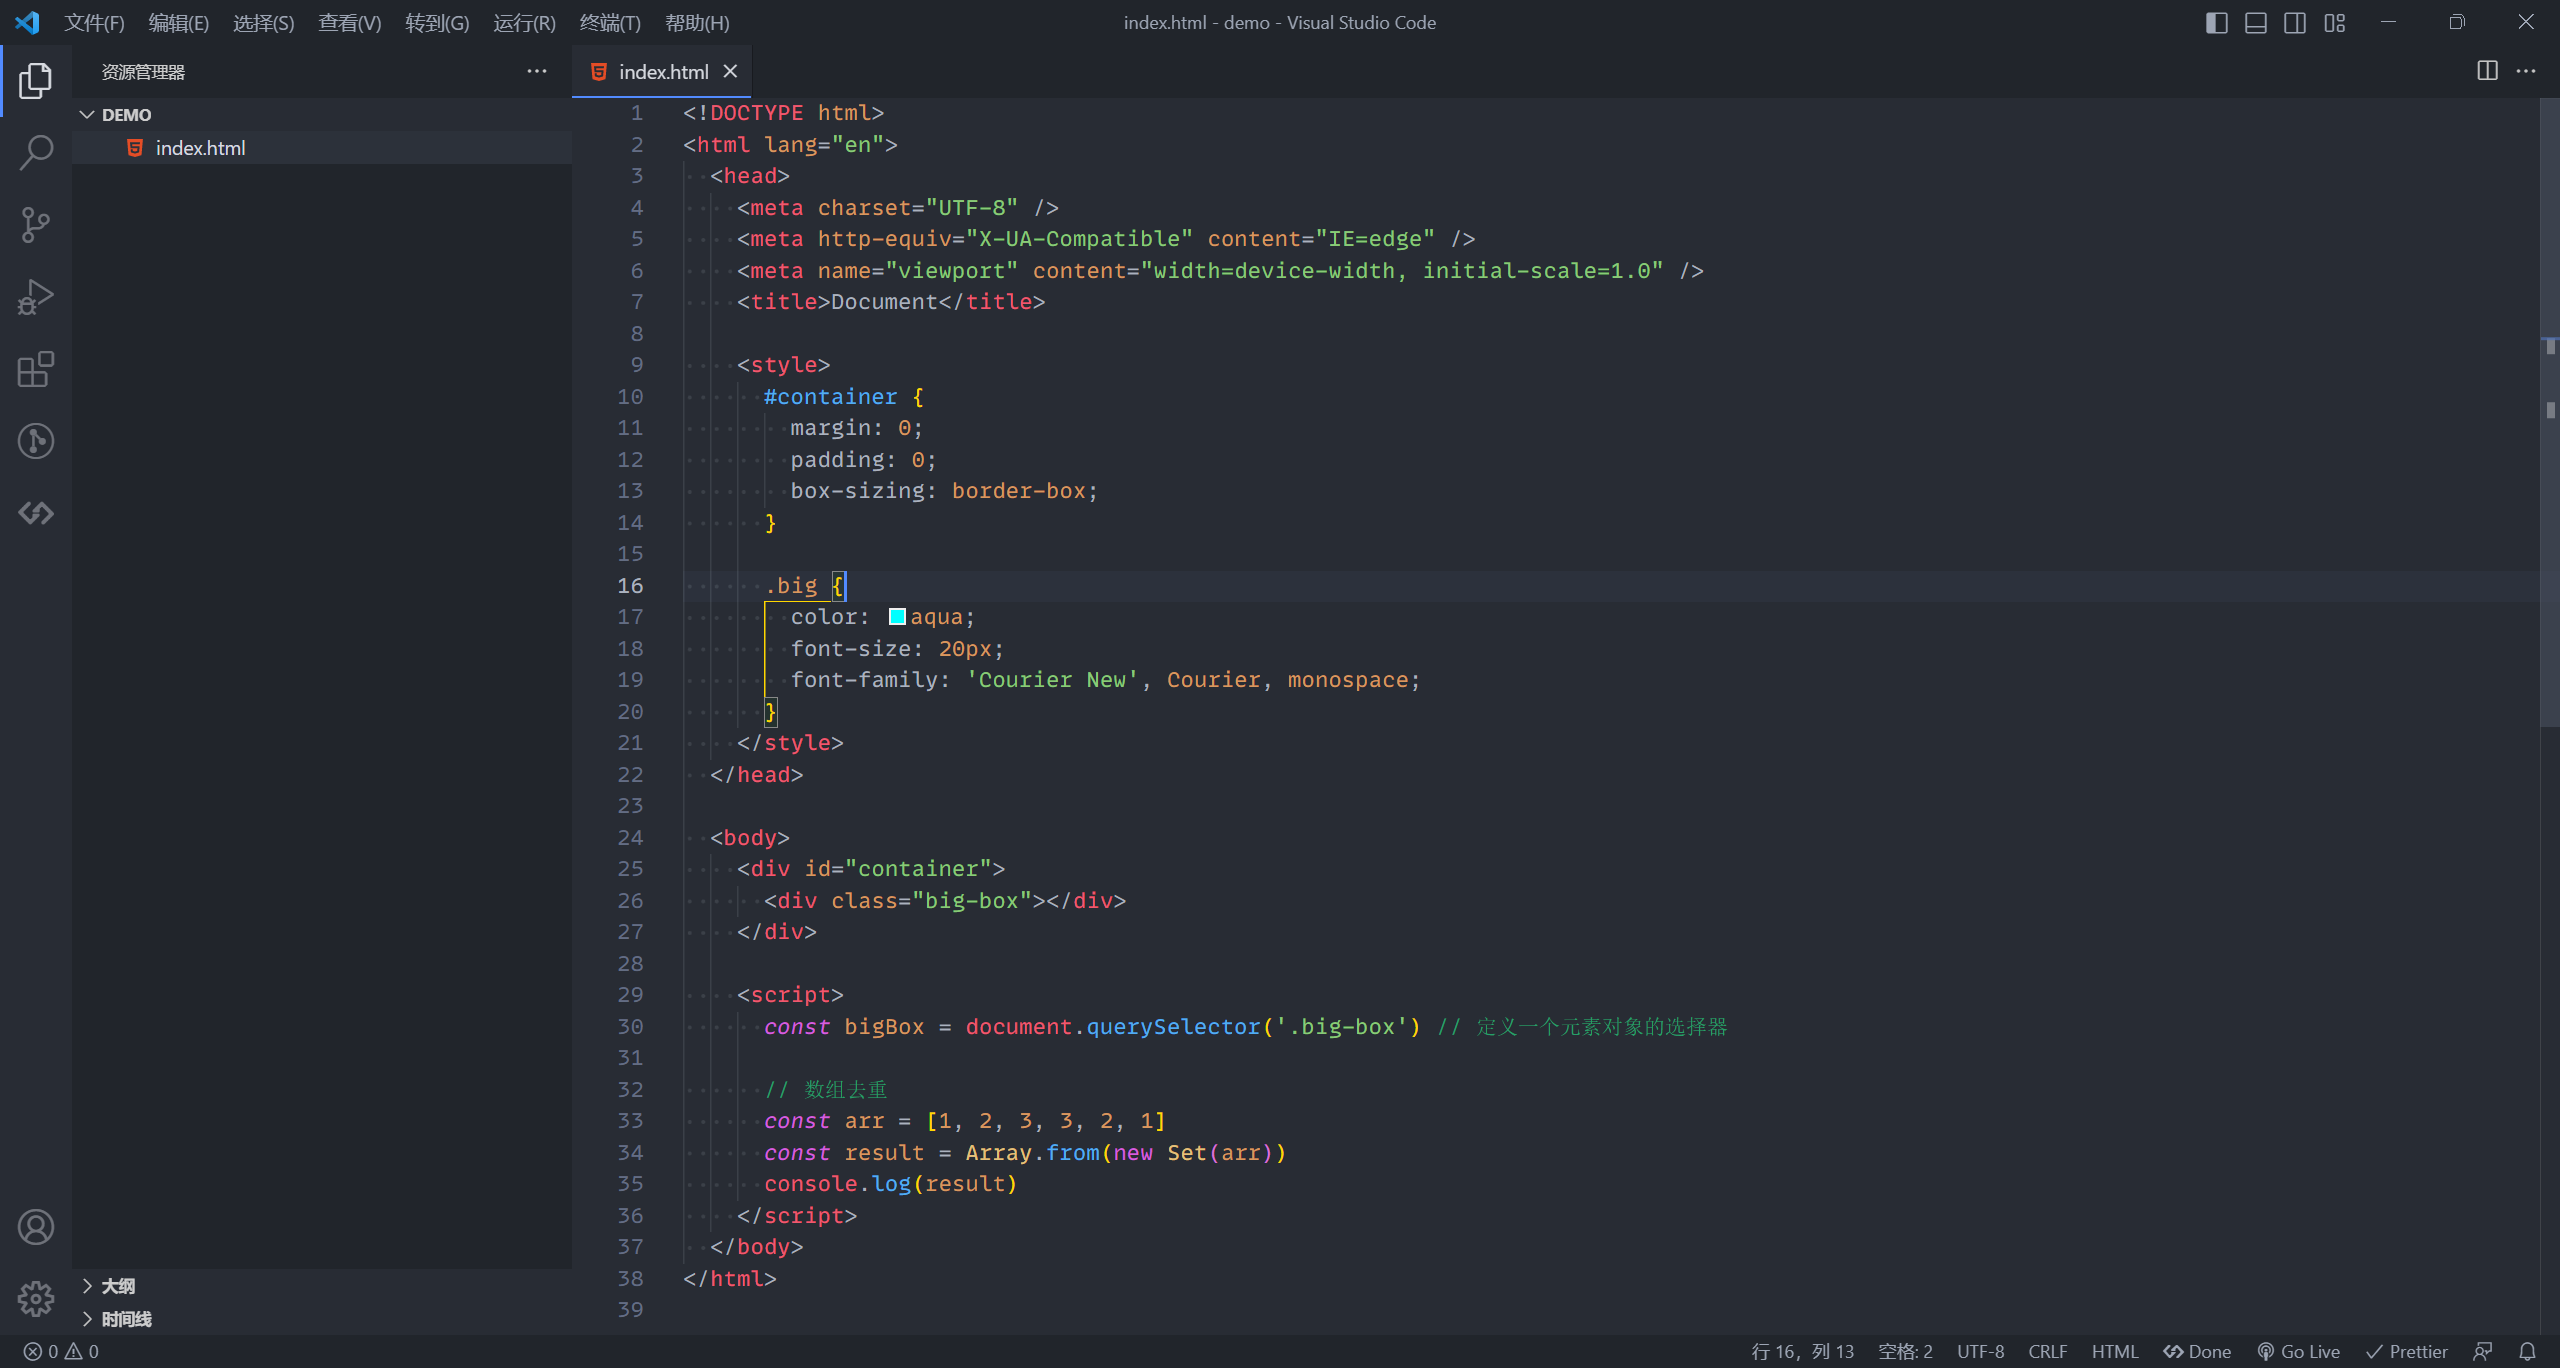 文件(F) 编辑(E) 选择(S) 查看(V) 转到(G) 运行(R) 终端(T) 帮助(H) index.html - demo - Visual Studio Code
资源管理器
index.html
DEMO
index.html
1 <!DOCTYPE html>
2 <html lang="en">
3 <head>
4 <meta charset="UTF-8" />
5 <meta http-equiv="X-UA-Compatible" content="IE=edge" />
6 <meta name="viewport" content="width=device-width, initial-scale=1.0" />
7 <title>Document</title>
8
9 <style>
10 #container {
11 margin: 0;
12 padding: 0;
13 box-sizing: border-box;
14 }
15
16 .big {
17 color: aqua;
18 font-size: 20px;
19 font-family: 'Courier New', Courier, monospace;
20 }
21 </style>
22 </head>
23
24 <body>
25 <div id="container">
26 <div class="big-box"></div>
27 </div>
28
29 <script>
30 const bigBox = document.querySelector('.big-box') // 定义一个元素对象的选择器
31
32 // 数组去重
33 const arr = [1, 2, 3, 3, 2, 1]
34 const result = Array.from(new Set(arr))
35 console.log(result)
36 </script>
37 </body>
38 </html>
39
大纲
时间线
0 0 行 16，列 13 空格: 2 UTF-8 CRLF HTML Done Go Live Prettier